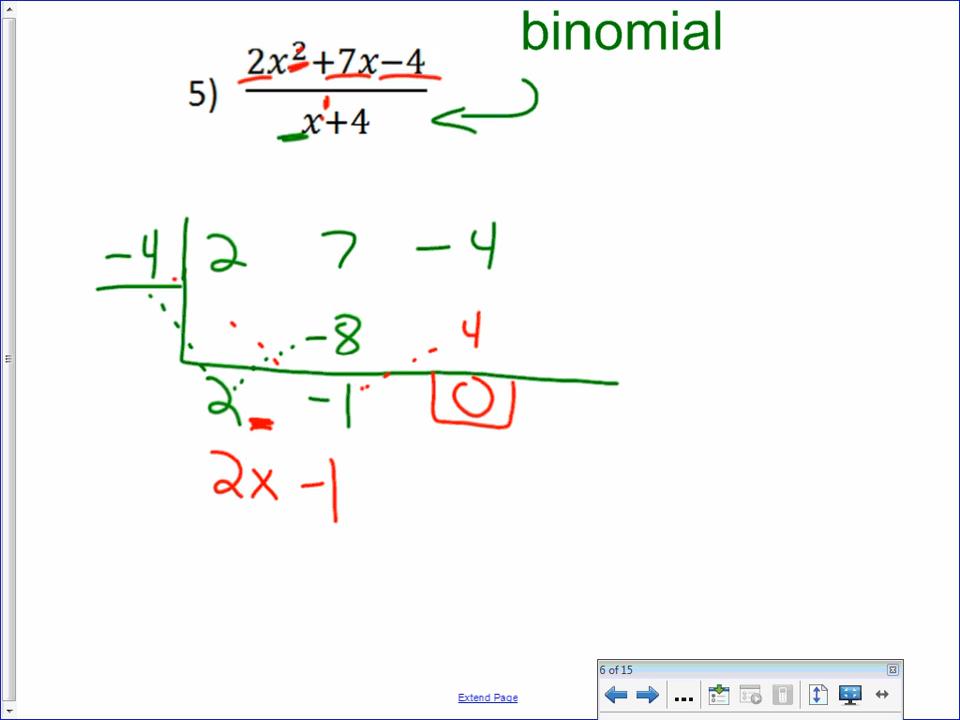 binomial
5) 2x²+7x−4
x+4
−4 2 7 −4
−8 4
2 −1 0
2x −1
6 of 15
Extend Page